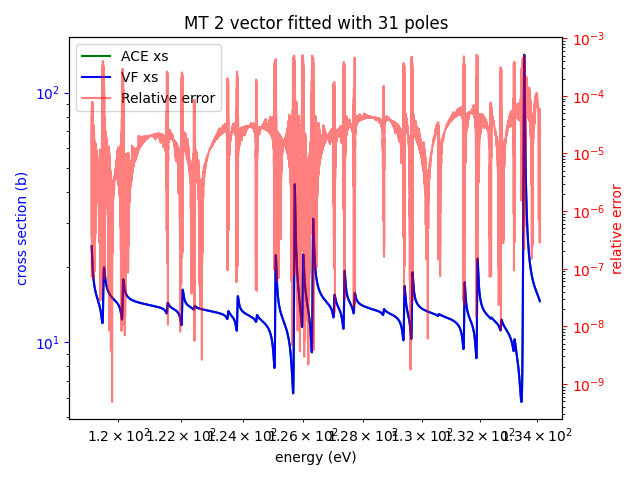 MT 2 vector fitted with 31 poles
ACE xs
VF xs
Relative error
cross section (b)
10²
10¹
relative error
10⁻³
10⁻⁴
10⁻⁵
10⁻⁶
10⁻⁷
10⁻⁸
10⁻⁹
1.2 × 10² 1.22 × 10² 1.24 × 10² 1.26 × 10² 1.28 × 10² 1.3 × 10² 1.32 × 10² 1.34 × 10²
energy (eV)